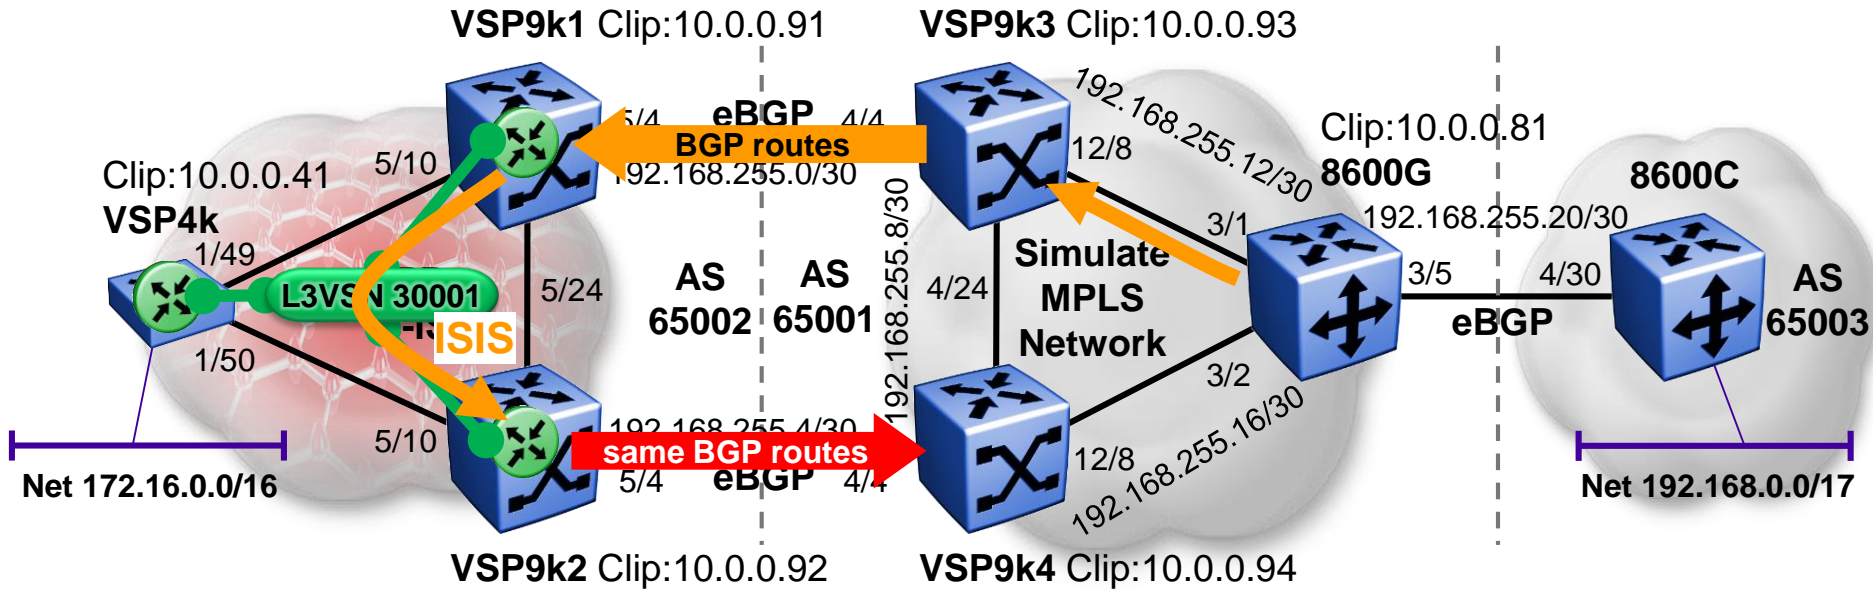 VSP9k1 Clip:10.0.0.91
VSP9k3 Clip:10.0.0.93
5/4
eBGP
4/4
BGP routes
192.168.255.0/30
5/10
12/8
192.168.255.12/30
Clip:10.0.0.81
8600G
8600C
Clip:10.0.0.41
VSP4k
192.168.255.8/30
3/1
192.168.255.20/30
1/49
L3VSN 30001
5/24
AS
65002
AS
65001
4/24
Simulate
MPLS
Network
3/5
4/30
eBGP
AS
65003
ISIS
1/50
3/2
5/10
192.168.255.4/30
same BGP routes
5/4
eBGP
4/4
12/8
192.168.255.16/30
Net 172.16.0.0/16
Net 192.168.0.0/17
VSP9k2 Clip:10.0.0.92
VSP9k4 Clip:10.0.0.94